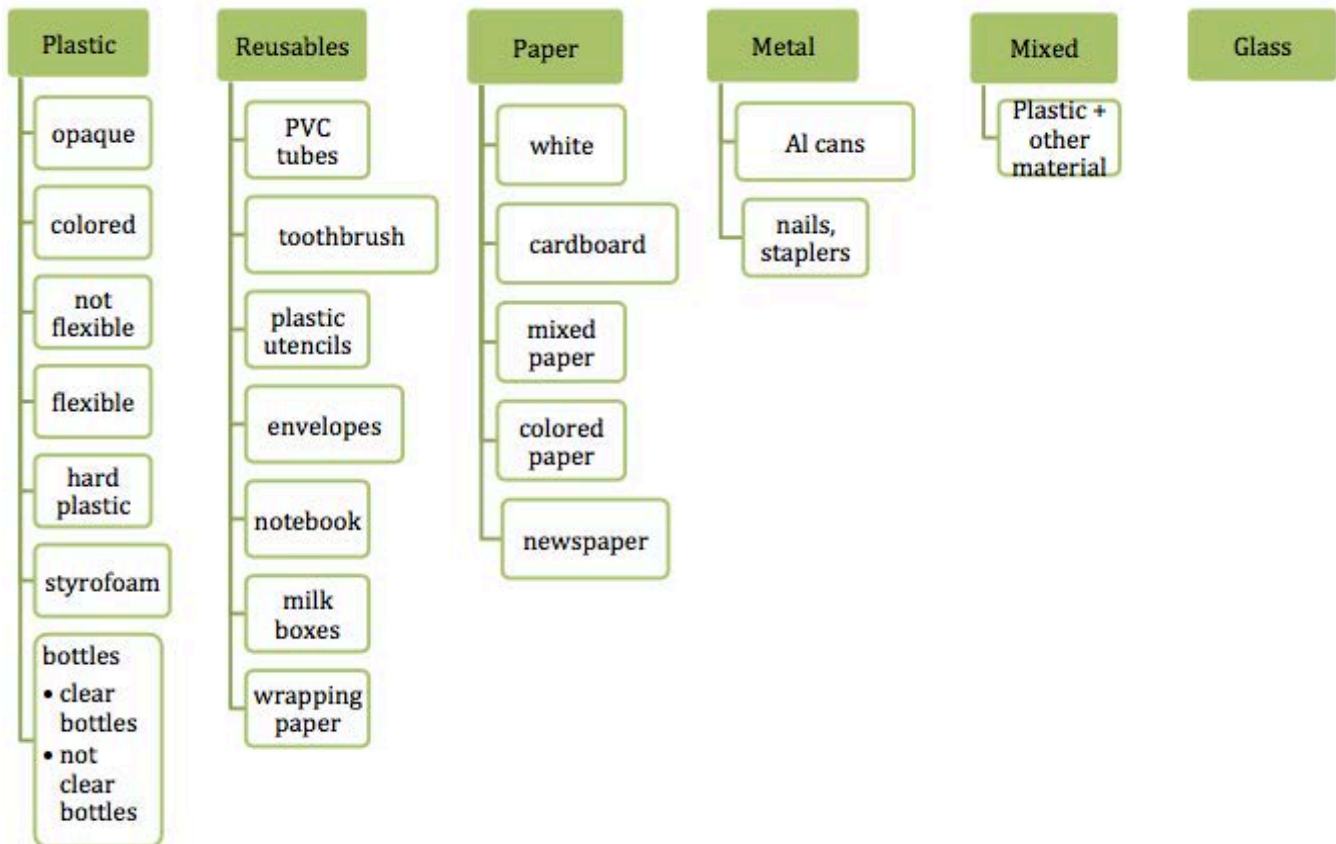 Plastic
opaque
colored
not
flexible
flexible
hard
plastic
styrofoam
bottles
• clear
bottles
• not
clear
bottles
Reusables
PVC
tubes
toothbrush
plastic
utencils
envelopes
notebook
milk
boxes
wrapping
paper
Paper
white
cardboard
mixed
paper
colored
paper
newspaper
Metal
Al cans
nails,
staplers
Mixed
Plastic +
other
material
Glass